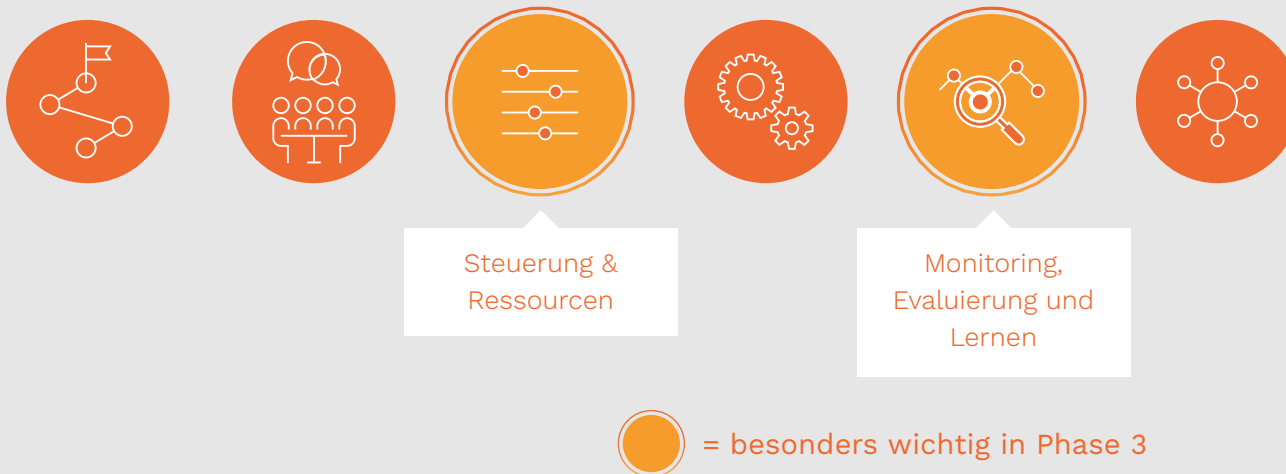 Steuerung &
Ressourcen
Monitoring,
Evaluierung und
Lernen
= besonders wichtig in Phase 3